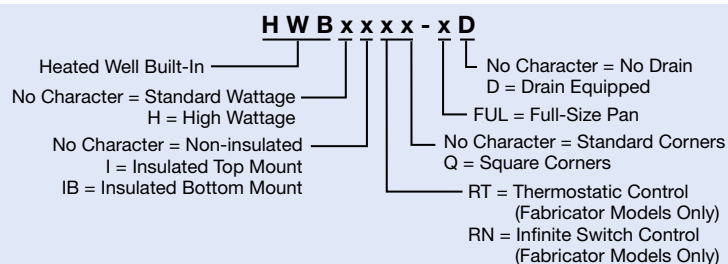 H W B x x x x - x D
Heated Well Built-In
No Character = Standard Wattage
H = High Wattage
No Character = Non-insulated
I = Insulated Top Mount
IB = Insulated Bottom Mount
No Character = No Drain
D = Drain Equipped
FUL = Full-Size Pan
No Character = Standard Corners
Q = Square Corners
RT = Thermostatic Control
(Fabricator Models Only)
RN = Infinite Switch Control
(Fabricator Models Only)